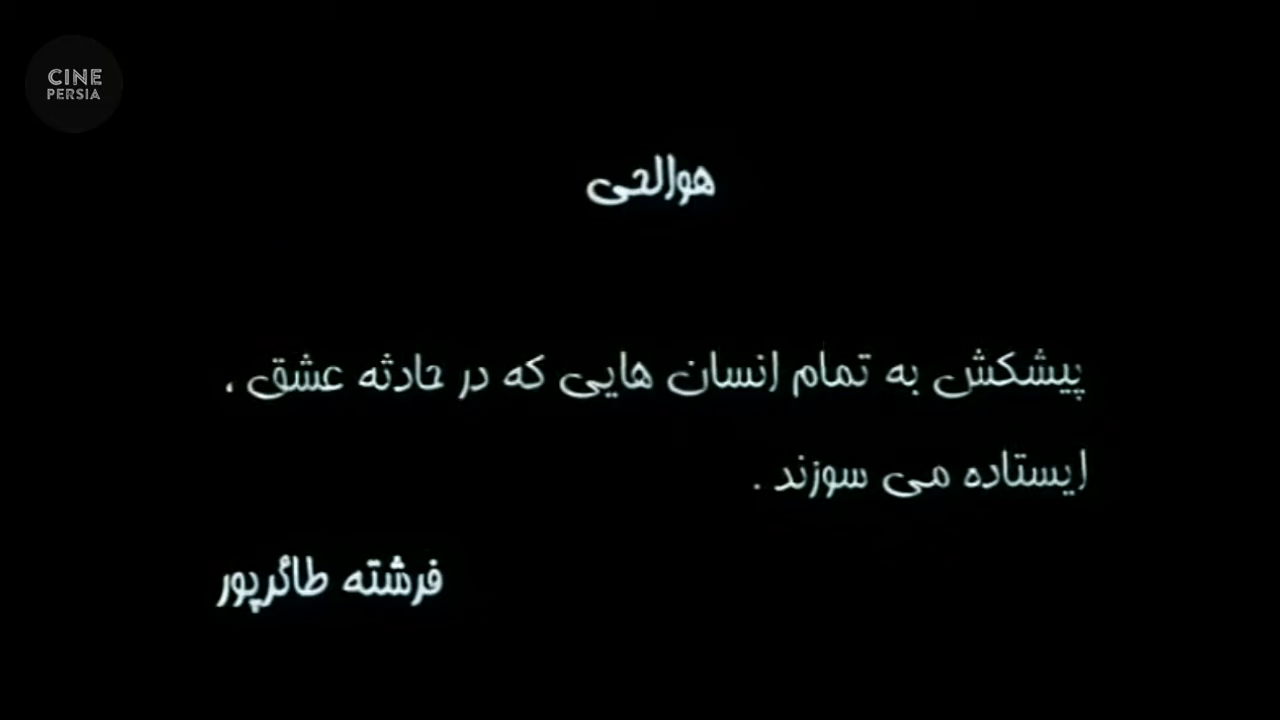 CINE
PERSIA
هوالحی
پیشکش به تمام انسان هایی که در حادثه عشق ،
ایستاده می سوزند .
فرشته طائرپور